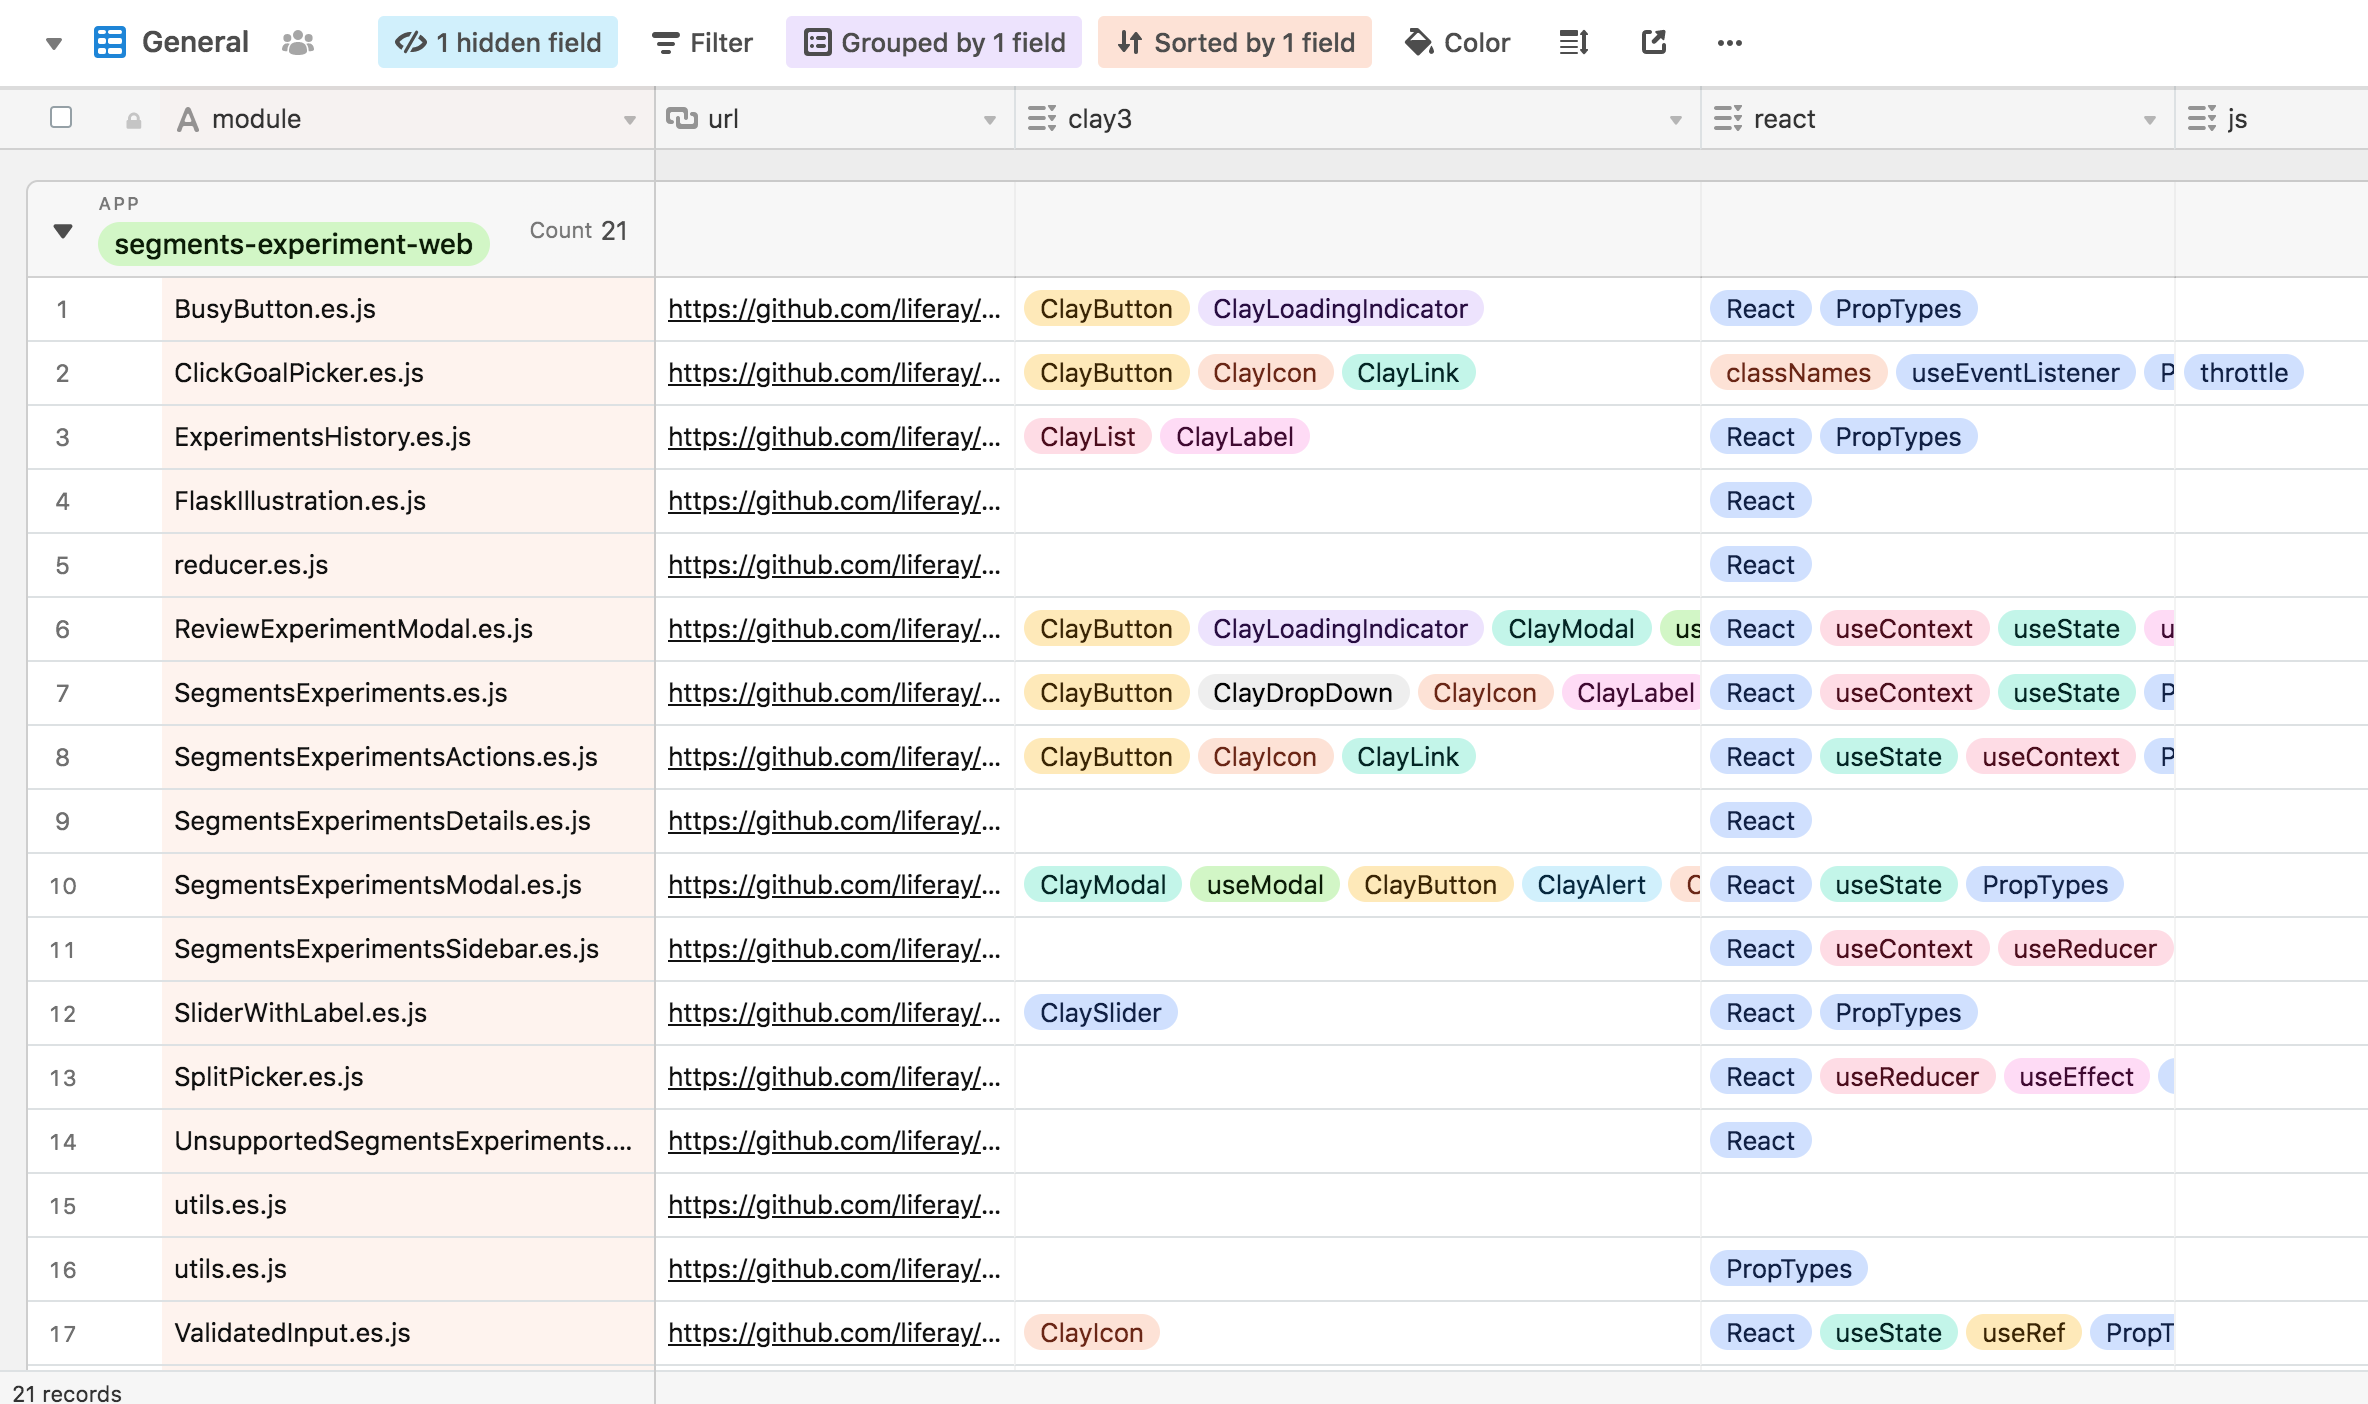 General 1 hidden field Filter Grouped by 1 field Sorted by 1 field Color
module url clay3 react js
APP
segments-experiment-web Count 21
1 BusyButton.es.js https://github.com/liferay/... ClayButton ClayLoadingIndicator React PropTypes
2 ClickGoalPicker.es.js https://github.com/liferay/... ClayButton ClayIcon ClayLink classNames useEventListener P throttle
3 ExperimentsHistory.es.js https://github.com/liferay/... ClayList ClayLabel React PropTypes
4 FlaskIllustration.es.js https://github.com/liferay/... React
5 reducer.es.js https://github.com/liferay/... React
6 ReviewExperimentModal.es.js https://github.com/liferay/... ClayButton ClayLoadingIndicator ClayModal us React useContext useState u
7 SegmentsExperiments.es.js https://github.com/liferay/... ClayButton ClayDropDown ClayIcon ClayLabel React useContext useState P
8 SegmentsExperimentsActions.es.js https://github.com/liferay/... ClayButton ClayIcon ClayLink React useState useContext P
9 SegmentsExperimentsDetails.es.js https://github.com/liferay/... React
10 SegmentsExperimentsModal.es.js https://github.com/liferay/... ClayModal useModal ClayButton ClayAlert C React useState PropTypes
11 SegmentsExperimentsSidebar.es.js https://github.com/liferay/... React useContext useReducer
12 SliderWithLabel.es.js https://github.com/liferay/... ClaySlider React PropTypes
13 SplitPicker.es.js https://github.com/liferay/... React useReducer useEffect
14 UnsupportedSegmentsExperiments.... https://github.com/liferay/... React
15 utils.es.js https://github.com/liferay/...
16 utils.es.js https://github.com/liferay/... PropTypes
17 ValidatedInput.es.js https://github.com/liferay/... ClayIcon React useState useRef PropT
21 records